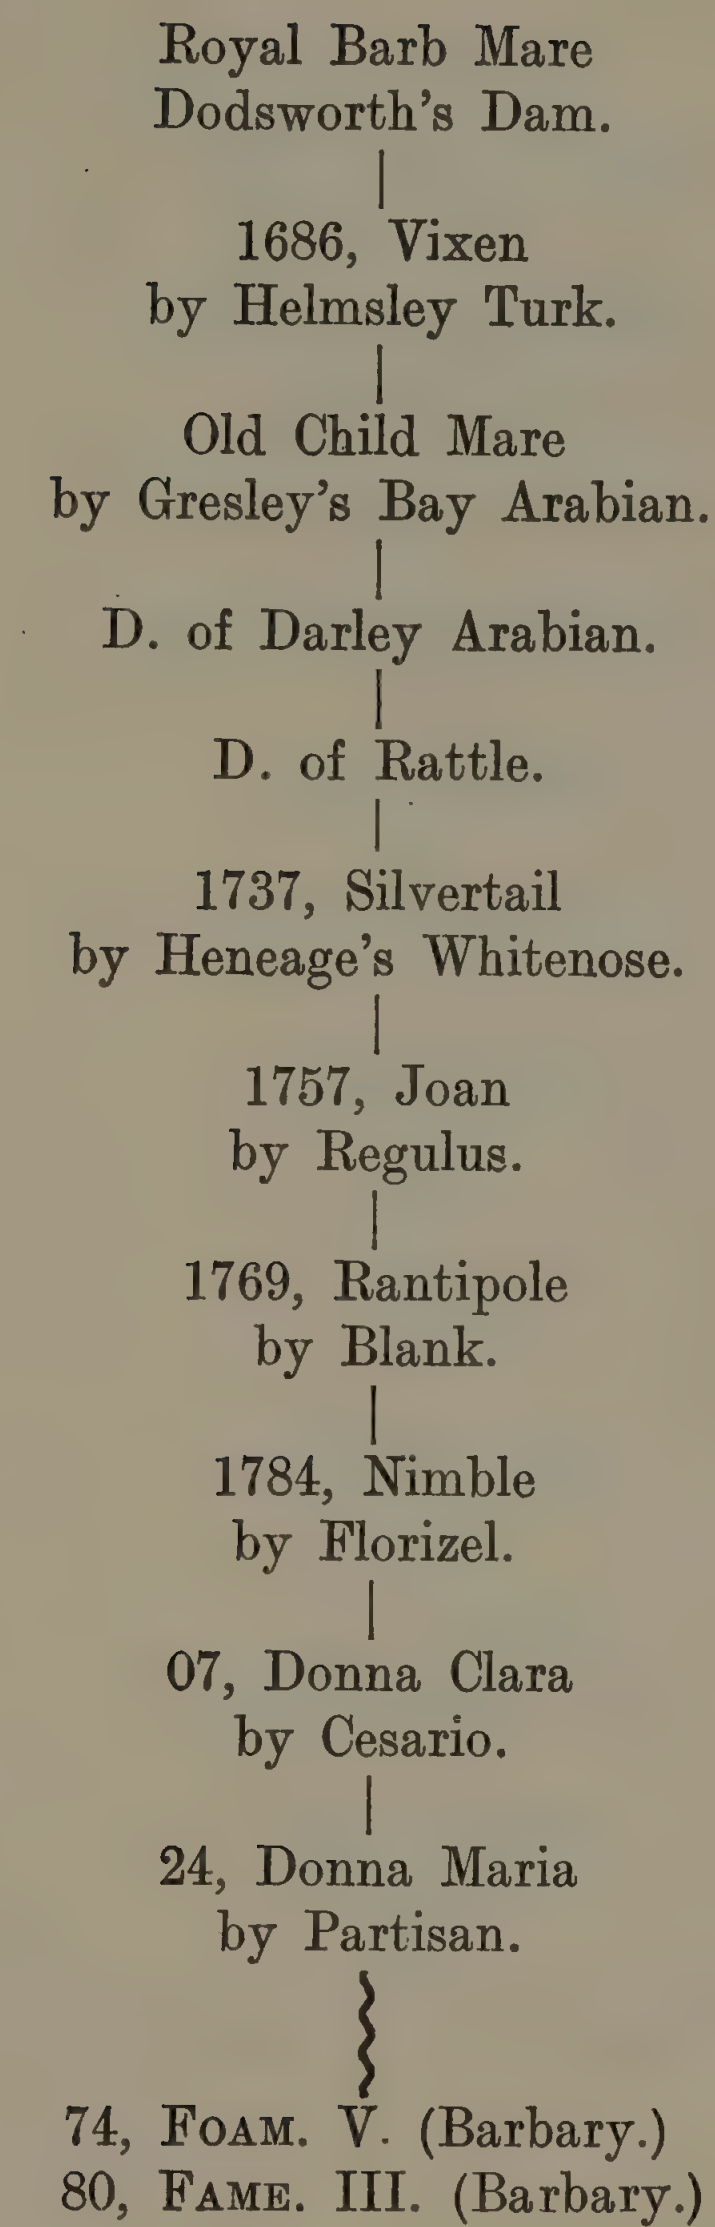 Royal Barb Mare
Dodsworth's Dam.
1686, Vixen
by Helmsley Turk.
Old Child Mare
by Gresley's Bay Arabian.
D. of Darley Arabian.
D. of Rattle.
1737, Silvertail
by Heneage's Whitenose.
1757, Joan
by Regulus.
1769, Rantipole
by Blank.
1784, Nimble
by Florizel.
07, Donna Clara
by Cesario.
24, Donna Maria
by Partisan.
74, FOAM. V. (Barbary.)
80, FAME. III. (Barbary.)